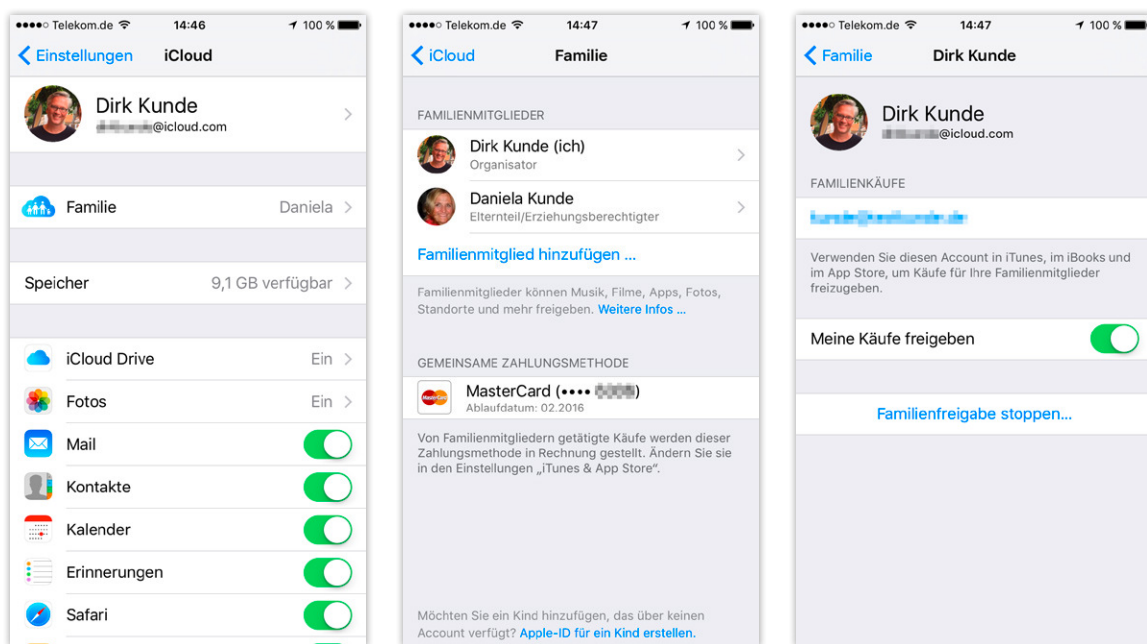 Telekom.de 14:46 100 %
Einstellungen iCloud
Dirk Kunde
@icloud.com
Familie Daniela
Speicher 9,1 GB verfügbar
iCloud Drive Ein
Fotos Ein
Mail
Kontakte
Kalender
Erinnerungen
Safari
Telekom.de 14:47 100 %
iCloud Familie
FAMILIENMITGLIEDER
Dirk Kunde (ich)
Organisator
Daniela Kunde
Elternteil/Erziehungsberechtigter
Familienmitglied hinzufügen ...
Familienmitglieder können Musik, Filme, Apps, Fotos,
Standorte und mehr freigeben. Weitere Infos ...
GEMEINSAME ZAHLUNGSMETHODE
MasterCard
MasterCard (•••• )
Ablaufdatum: 02.2016
Von Familienmitgliedern getätigte Käufe werden dieser
Zahlungsmethode in Rechnung gestellt. Ändern Sie sie
in den Einstellungen „iTunes & App Store“.
Möchten Sie ein Kind hinzufügen, das über keinen
Account verfügt? Apple-ID für ein Kind erstellen.
Telekom.de 14:47 100 %
Familie Dirk Kunde
Dirk Kunde
@icloud.com
FAMILIENKÄUFE
Verwenden Sie diesen Account in iTunes, im iBooks und
im App Store, um Käufe für Ihre Familienmitglieder
freizugeben.
Meine Käufe freigeben
Familienfreigabe stoppen...